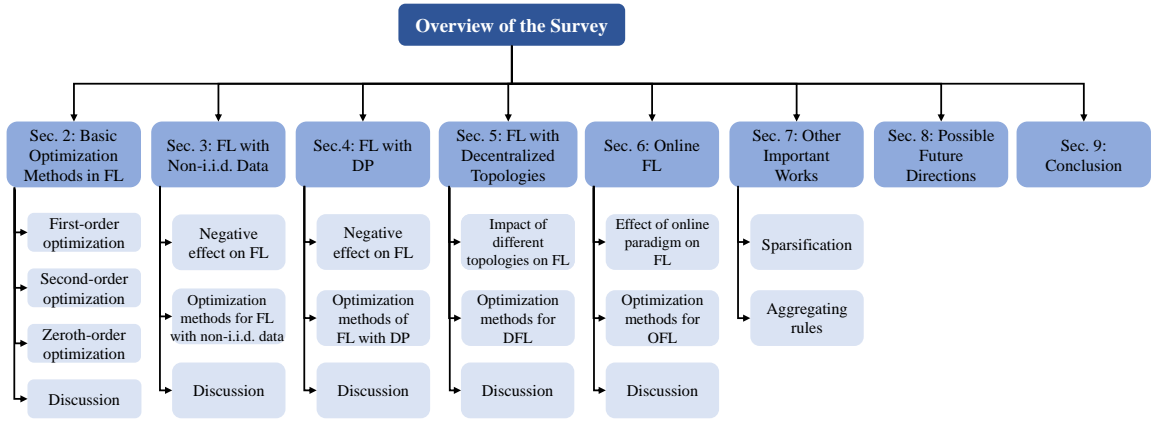 Overview of the Survey
Sec. 2: Basic
Optimization
Methods in FL
First-order
optimization
Second-order
optimization
Zeroth-order
optimization
Discussion
Sec. 3: FL with
Non-i.i.d. Data
Negative
effect on FL
Optimization
methods for FL
with non-i.i.d. data
Discussion
Sec.4: FL with
DP
Negative
effect on FL
Optimization
methods of
FL with DP
Discussion
Sec. 5: FL with
Decentralized
Topologies
Impact of
different
topologies on FL
Optimization
methods for
DFL
Discussion
Sec. 6: Online
FL
Effect of online
paradigm on
FL
Optimization
methods for
OFL
Discussion
Sec. 7: Other
Important
Works
Sparsification
Aggregating
rules
Sec. 8: Possible
Future
Directions
Sec. 9:
Conclusion